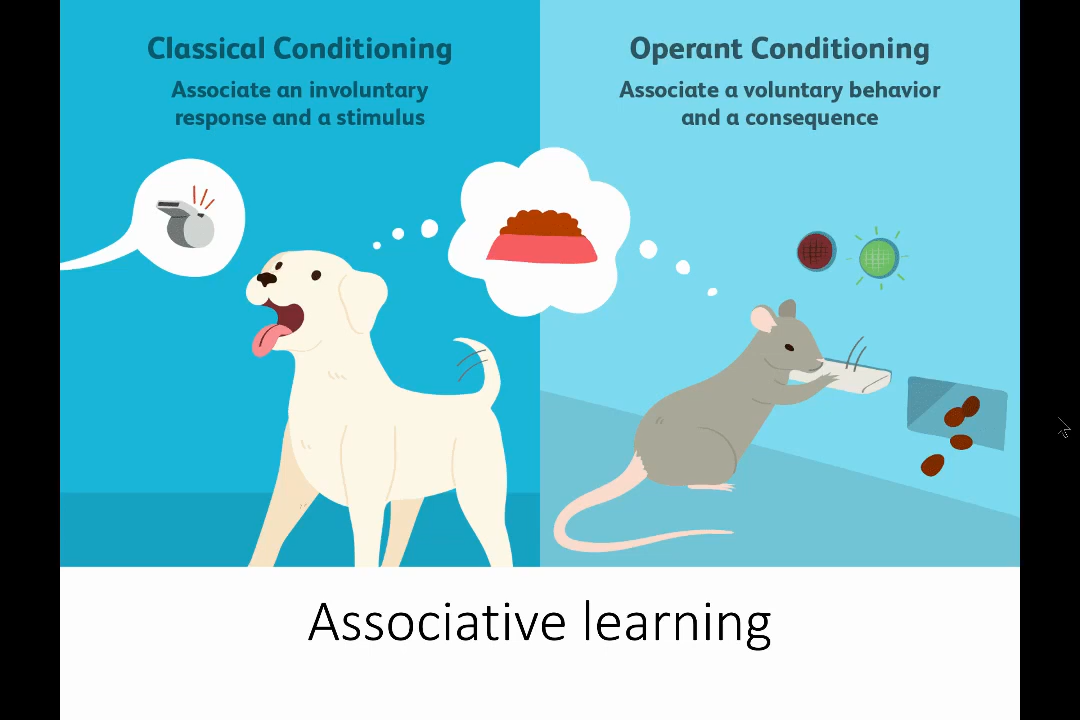 Classical Conditioning
Associate an involuntary
response and a stimulus
Operant Conditioning
Associate a voluntary behavior
and a consequence
Associative learning